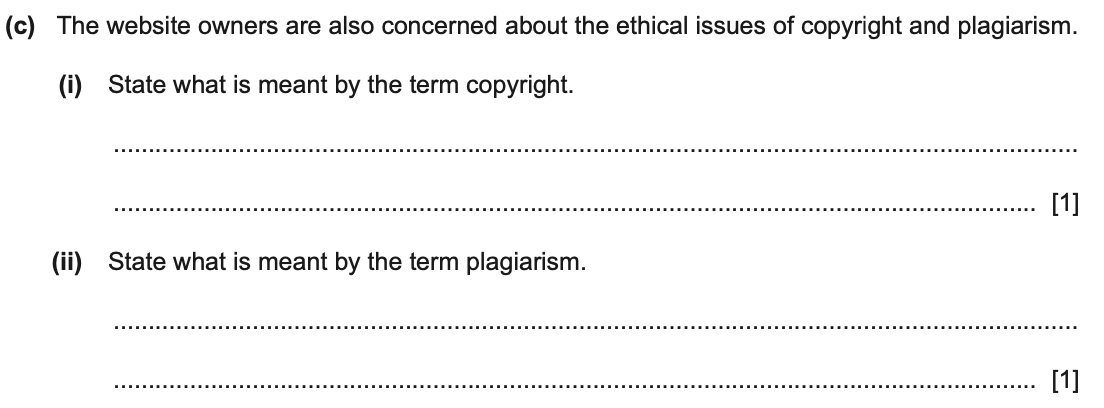 (c) The website owners are also concerned about the ethical issues of copyright and plagiarism.
(i) State what is meant by the term copyright.
...................................................................................................................................
.............................................................................................................................. [1]
(ii) State what is meant by the term plagiarism.
...................................................................................................................................
.............................................................................................................................. [1]